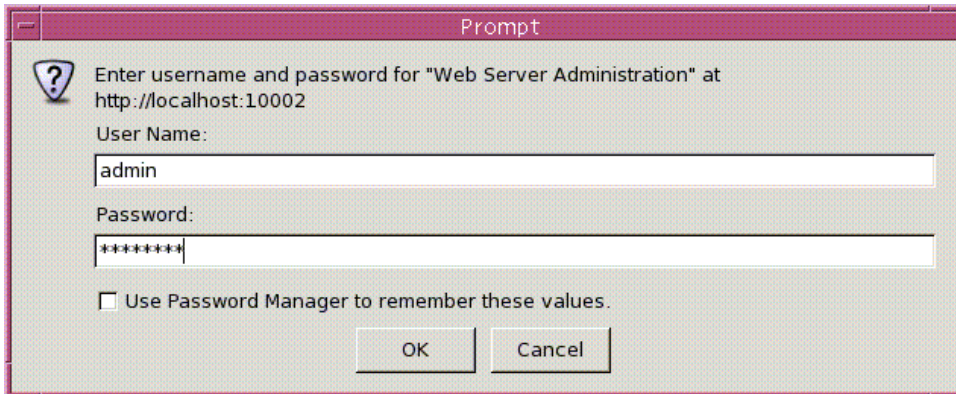 Prompt
Enter username and password for "Web Server Administration" at
http://localhost:10002
User Name:
admin
Password:
********
Use Password Manager to remember these values.
OK
Cancel